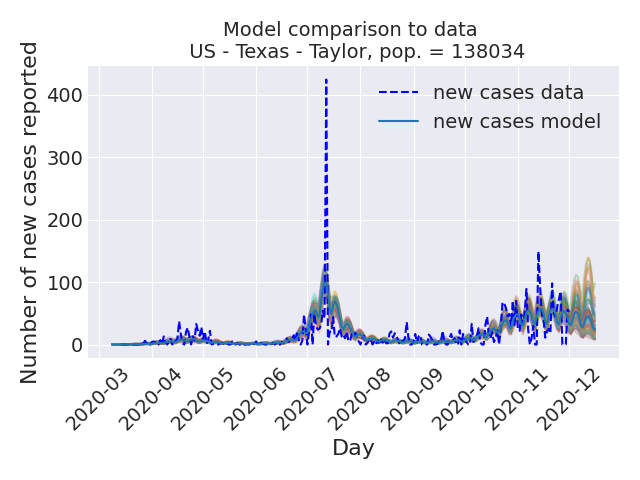 Model comparison to data
US - Texas - Taylor, pop. = 138034
Number of new cases reported
400
300
200
100
0
new cases data
new cases model
2020-03
2020-04
2020-05
2020-06
2020-07
2020-08
2020-09
2020-10
2020-11
2020-12
Day